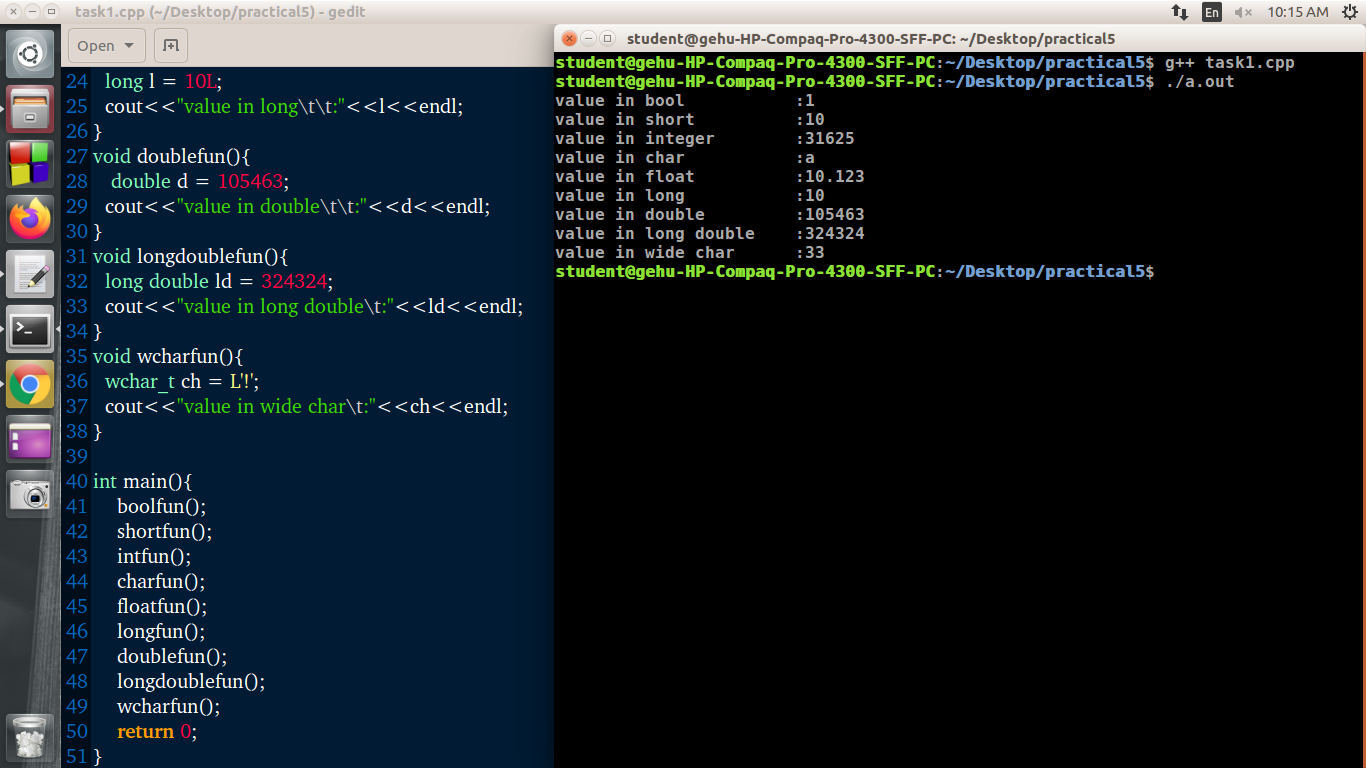 task1.cpp (~/Desktop/practical5) - gedit
En
10:15 AM
Open
24 long l = 10L;
25 cout<<"value in long\t\t:"<<l<<endl;
26 }
27 void doublefun(){
28 double d = 105463;
29 cout<<"value in double\t\t:"<<d<<endl;
30 }
31 void longdoublefun(){
32 long double ld = 324324;
33 cout<<"value in long double\t:"<<ld<<endl;
34 }
35 void wcharfun(){
36 wchar_t ch = L'!';
37 cout<<"value in wide char\t:"<<ch<<endl;
38 }
39
40 int main(){
41 boolfun();
42 shortfun();
43 intfun();
44 charfun();
45 floatfun();
46 longfun();
47 doublefun();
48 longdoublefun();
49 wcharfun();
50 return 0;
51 }
student@gehu-HP-Compaq-Pro-4300-SFF-PC: ~/Desktop/practical5
student@gehu-HP-Compaq-Pro-4300-SFF-PC:~/Desktop/practical5$ g++ task1.cpp
student@gehu-HP-Compaq-Pro-4300-SFF-PC:~/Desktop/practical5$ ./a.out
value in bool :1
value in short :10
value in integer :31625
value in char :a
value in float :10.123
value in long :10
value in double :105463
value in long double :324324
value in wide char :33
student@gehu-HP-Compaq-Pro-4300-SFF-PC:~/Desktop/practical5$